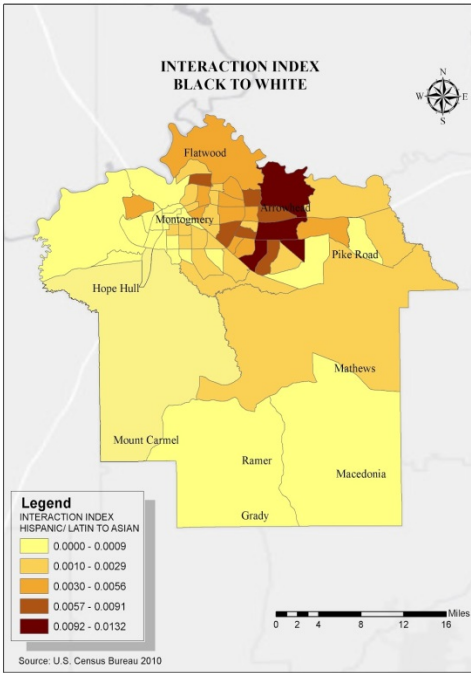 INTERACTION INDEX
BLACK TO WHITE
N
W E
S
Flatwood
Arrowhead
Montogmery
Pike Road
Hope Hull
Mathews
Mount Carmel
Ramer
Macedonia
Grady
Legend
INTERACTION INDEX
HISPANIC/ LATIN TO ASIAN
0.0000 - 0.0009
0.0010 - 0.0029
0.0030 - 0.0056
0.0057 - 0.0091
0.0092 - 0.0132
Miles
0 2 4 8 12 16
Source: U.S. Census Bureau 2010